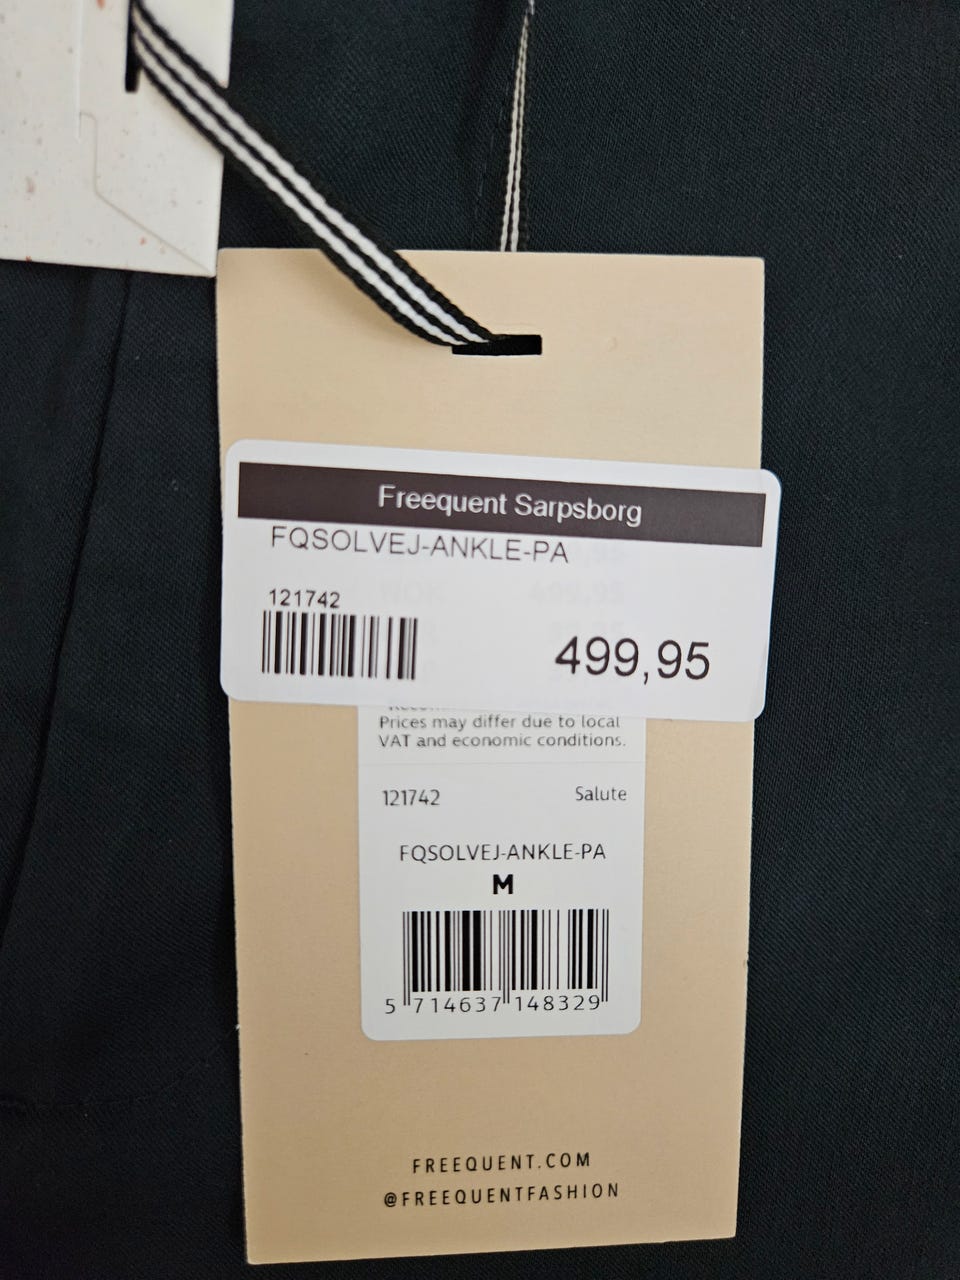 Freequent Sarpsborg
FQSOLVEJ-ANKLE-PA
121742
499,95
Prices may differ due to local
VAT and economic conditions.
121742 Salute
FQSOLVEJ-ANKLE-PA
M
5 714637 148329
FREEQUENT.COM
@FREEQUENTFASHION